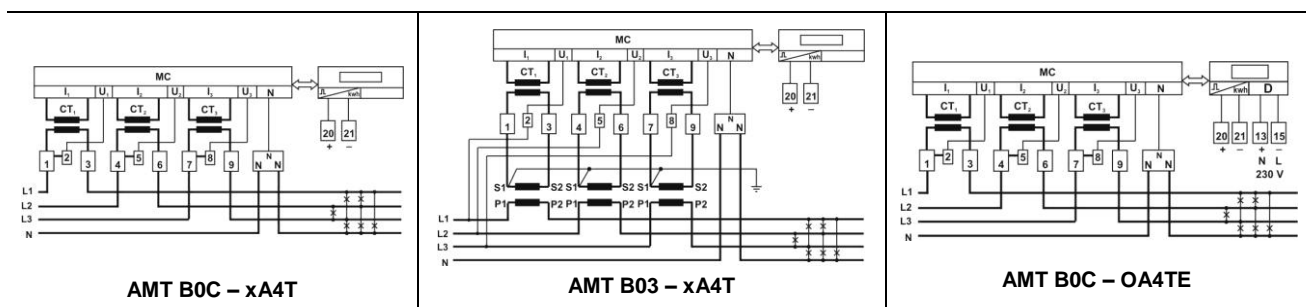 MC
I₁ U₁ I₂ U₂ I₃ U₃ N
kwh
CT₁ CT₂ CT₃
20 21
+ –
1 2 3 4 5 6 7 8 9 N N N
L1
L2
L3
N
AMT B0C – xA4T
MC
I₁ U₁ I₂ U₂ I₃ U₃ N
kwh
CT₁ CT₂ CT₃
20 21
+ –
1 2 3 4 5 6 7 8 9 N N N
S1 S2 S1 S2 S1 S2
P1 P2 P1 P2 P1 P2
L1
L2
L3
N
AMT B03 – xA4T
MC
I₁ U₁ I₂ U₂ I₃ U₃ N
kwh D
CT₁ CT₂ CT₃
20 21 13 15
+ – + –
N L
230 V
1 2 3 4 5 6 7 8 9 N N N
L1
L2
L3
N
AMT B0C – OA4TE